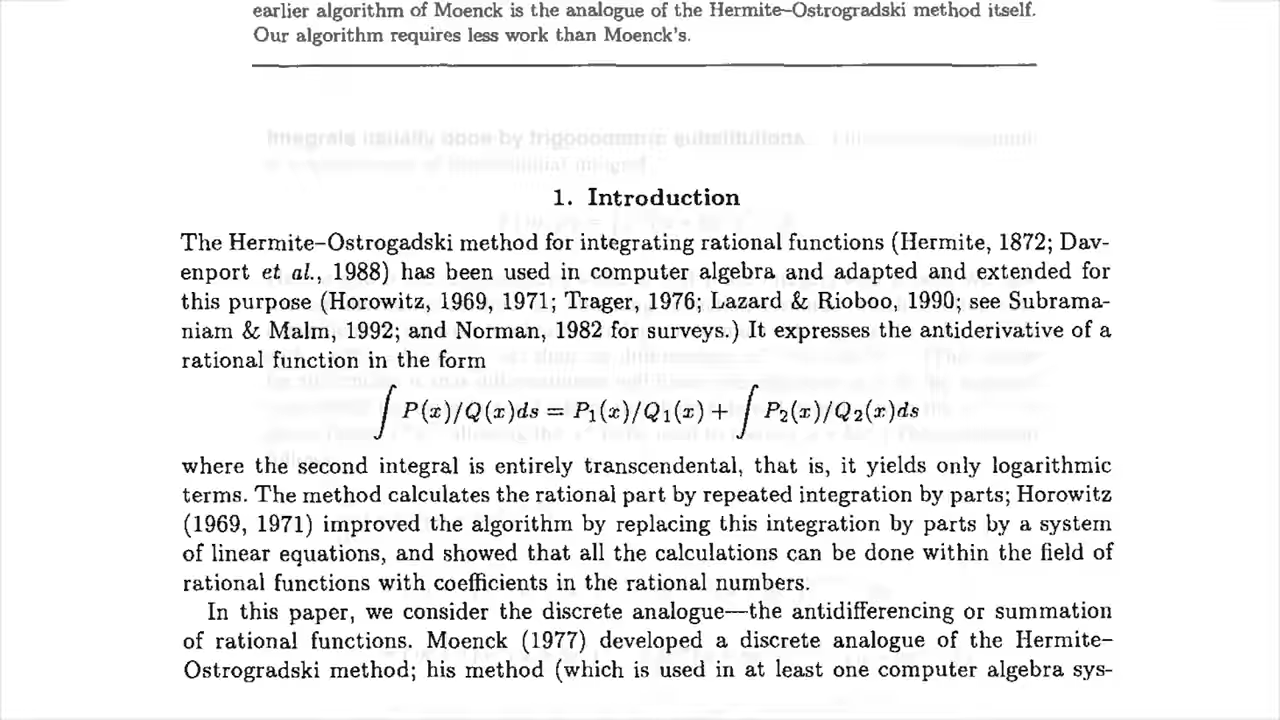 earlier algorithm of Moenck is the analogue of the Hermite–Ostrogradski method itself.
Our algorithm requires less work than Moenck's.
Integrals usually done by trigonometric substitutions.
1. Introduction
The Hermite–Ostrogadski method for integrating rational functions (Hermite, 1872; Dav-
enport et al., 1988) has been used in computer algebra and adapted and extended for
this purpose (Horowitz, 1969, 1971; Trager, 1976; Lazard & Rioboo, 1990; see Subrama-
niam & Malm, 1992; and Norman, 1982 for surveys.) It expresses the antiderivative of a
rational function in the form
∫ P(x)/Q(x)ds = P₁(x)/Q₁(x) + ∫ P₂(x)/Q₂(x)ds
where the second integral is entirely transcendental, that is, it yields only logarithmic
terms. The method calculates the rational part by repeated integration by parts; Horowitz
(1969, 1971) improved the algorithm by replacing this integration by parts by a system
of linear equations, and showed that all the calculations can be done within the field of
rational functions with coefficients in the rational numbers.
In this paper, we consider the discrete analogue—the antidifferencing or summation
of rational functions. Moenck (1977) developed a discrete analogue of the Hermite–
Ostrogradski method; his method (which is used in at least one computer algebra sys-